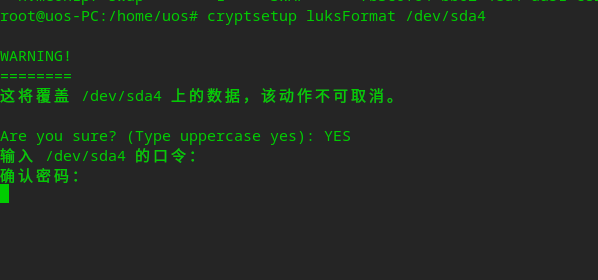 root@uos-PC:/home/uos# cryptsetup luksFormat /dev/sda4
WARNING!
========
这将覆盖 /dev/sda4 上的数据，该动作不可取消。
Are you sure? (Type uppercase yes): YES
输入 /dev/sda4 的口令：
确认密码：